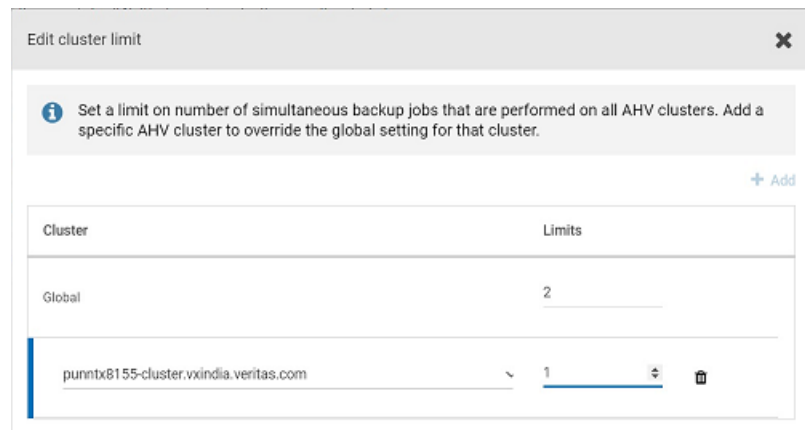 Edit cluster limit
Set a limit on number of simultaneous backup jobs that are performed on all AHV clusters. Add a
specific AHV cluster to override the global setting for that cluster.
+ Add
Cluster Limits
Global 2
punntx8155-cluster.vxindia.veritas.com 1